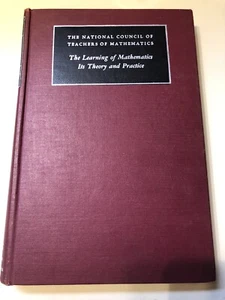 THE NATIONAL COUNCIL OF
TEACHERS OF MATHEMATICS
The Learning of Mathematics
Its Theory and Practice